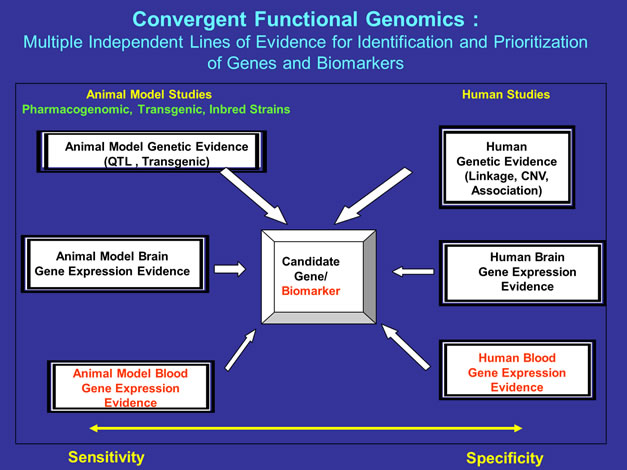 Convergent Functional Genomics :
Multiple Independent Lines of Evidence for Identification and Prioritization
of Genes and Biomarkers
Animal Model Studies
Pharmacogenomic, Transgenic, Inbred Strains
Human Studies
Animal Model Genetic Evidence
(QTL , Transgenic)
Human
Genetic Evidence
(Linkage, CNV,
Association)
Animal Model Brain
Gene Expression Evidence
Candidate
Gene/
Biomarker
Human Brain
Gene Expression
Evidence
Animal Model Blood
Gene Expression
Evidence
Human Blood
Gene Expression
Evidence
Sensitivity
Specificity